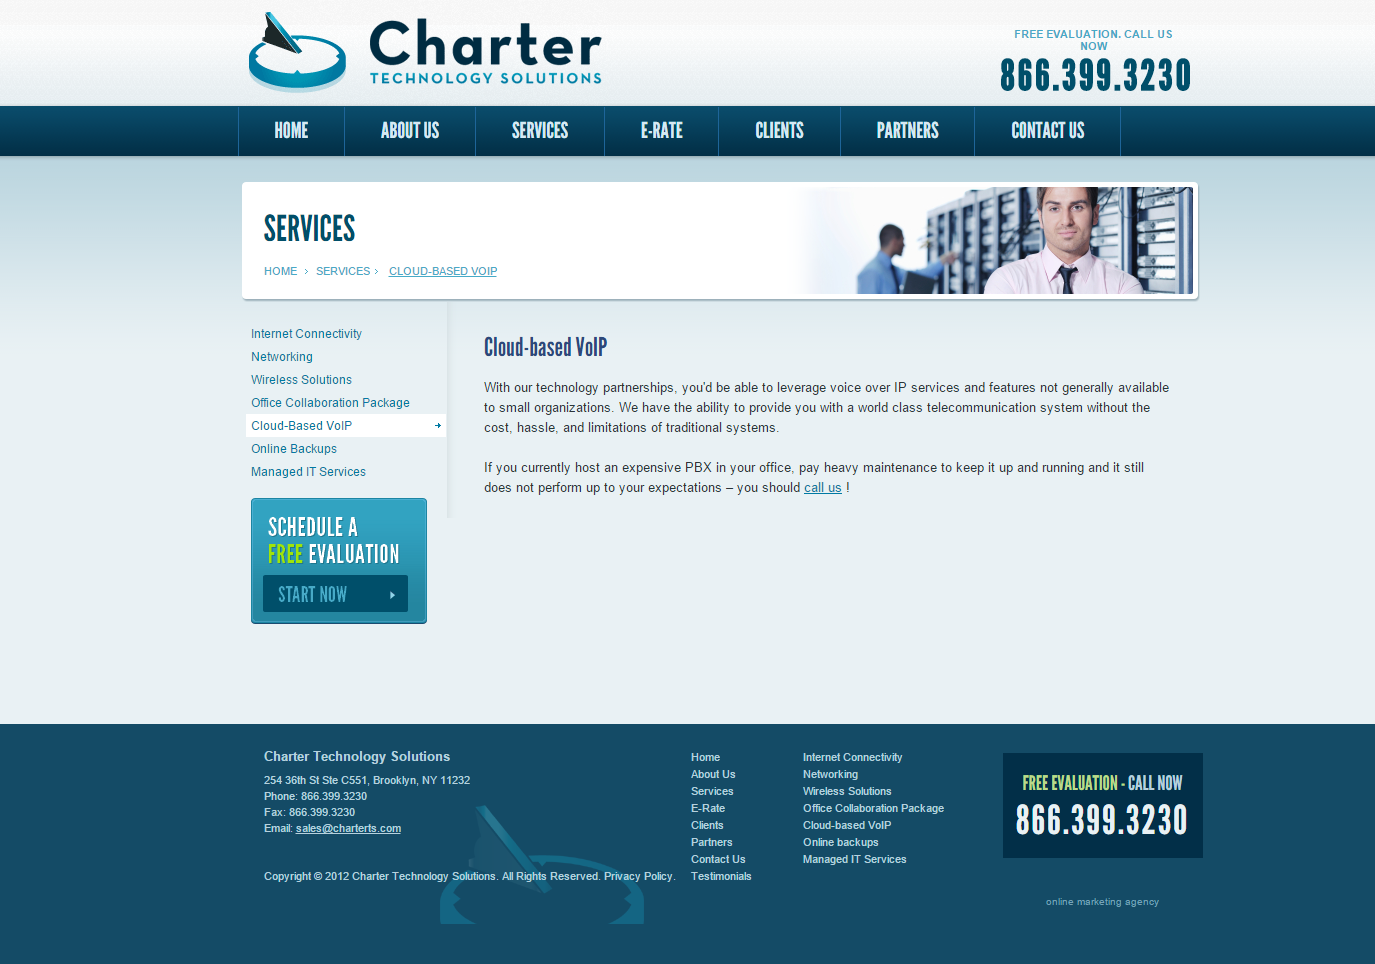 Charter
TECHNOLOGY SOLUTIONS
FREE EVALUATION. CALL US
NOW
866.399.3230
HOME
ABOUT US
SERVICES
E-RATE
CLIENTS
PARTNERS
CONTACT US
SERVICES
HOME
SERVICES
CLOUD-BASED VOIP
Internet Connectivity
Networking
Wireless Solutions
Office Collaboration Package
Cloud-Based VoIP
Online Backups
Managed IT Services
SCHEDULE A
FREE EVALUATION
START NOW
Cloud-based VoIP
With our technology partnerships, you'd be able to leverage voice over IP services and features not generally available
to small organizations. We have the ability to provide you with a world class telecommunication system without the
cost, hassle, and limitations of traditional systems.
If you currently host an expensive PBX in your office, pay heavy maintenance to keep it up and running and it still
does not perform up to your expectations – you should call us !
Charter Technology Solutions
254 36th St Ste C551, Brooklyn, NY 11232
Phone: 866.399.3230
Fax: 866.399.3230
Email: sales@charterts.com
Copyright © 2012 Charter Technology Solutions. All Rights Reserved. Privacy Policy.
Home
About Us
Services
E-Rate
Clients
Partners
Contact Us
Testimonials
Internet Connectivity
Networking
Wireless Solutions
Office Collaboration Package
Cloud-based VoIP
Online backups
Managed IT Services
FREE EVALUATION - CALL NOW
866.399.3230
online marketing agency